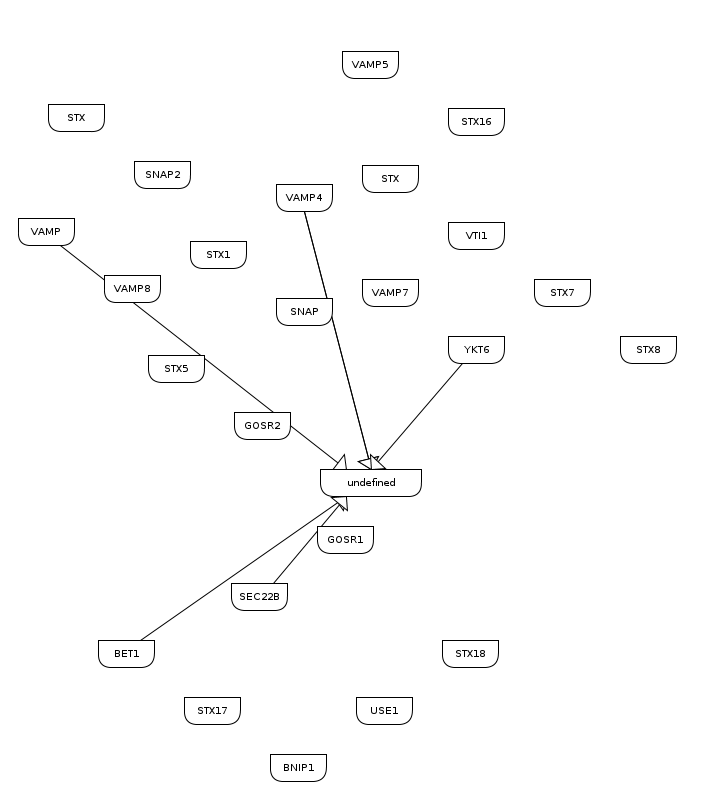 VAMP5
STX
STX16
SNAP2
STX
VAMP4
VAMP
VTI1
STX1
VAMP8
VAMP7
STX7
SNAP
YKT6
STX8
STX5
GOSR2
undefined
GOSR1
SEC22B
BET1
STX18
STX17
USE1
BNIP1